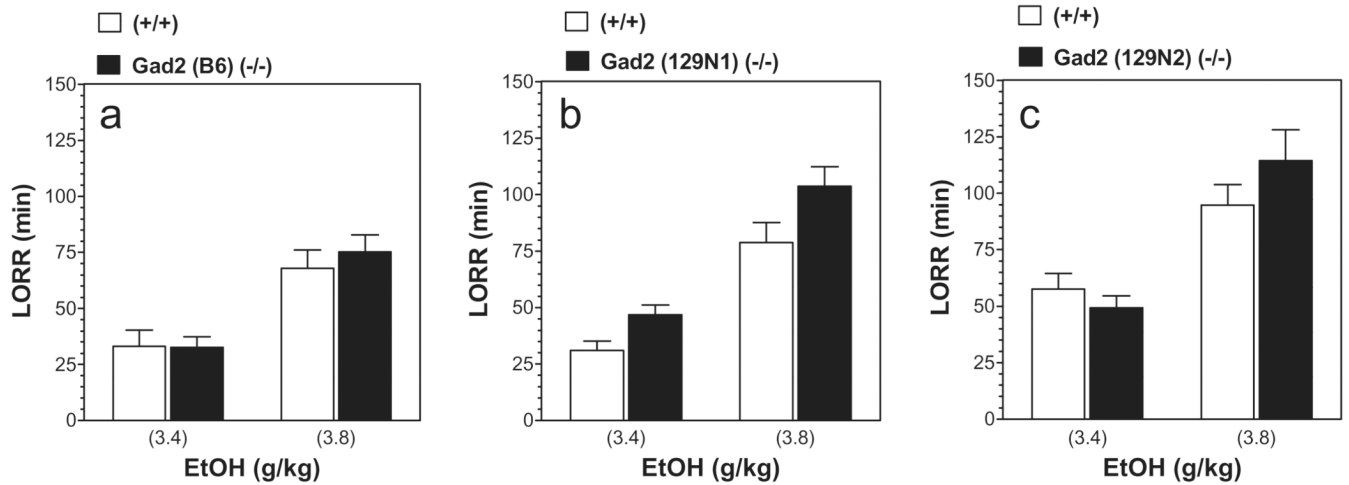 (+/+)
Gad2 (B6) (-/-)
a
150
125
100
75
50
25
0
LORR (min)
(3.4)
(3.8)
EtOH (g/kg)
(+/+)
Gad2 (129N1) (-/-)
b
150
125
100
75
50
25
0
LORR (min)
(3.4)
(3.8)
EtOH (g/kg)
(+/+)
Gad2 (129N2) (-/-)
c
150
125
100
75
50
25
0
LORR (min)
(3.4)
(3.8)
EtOH (g/kg)